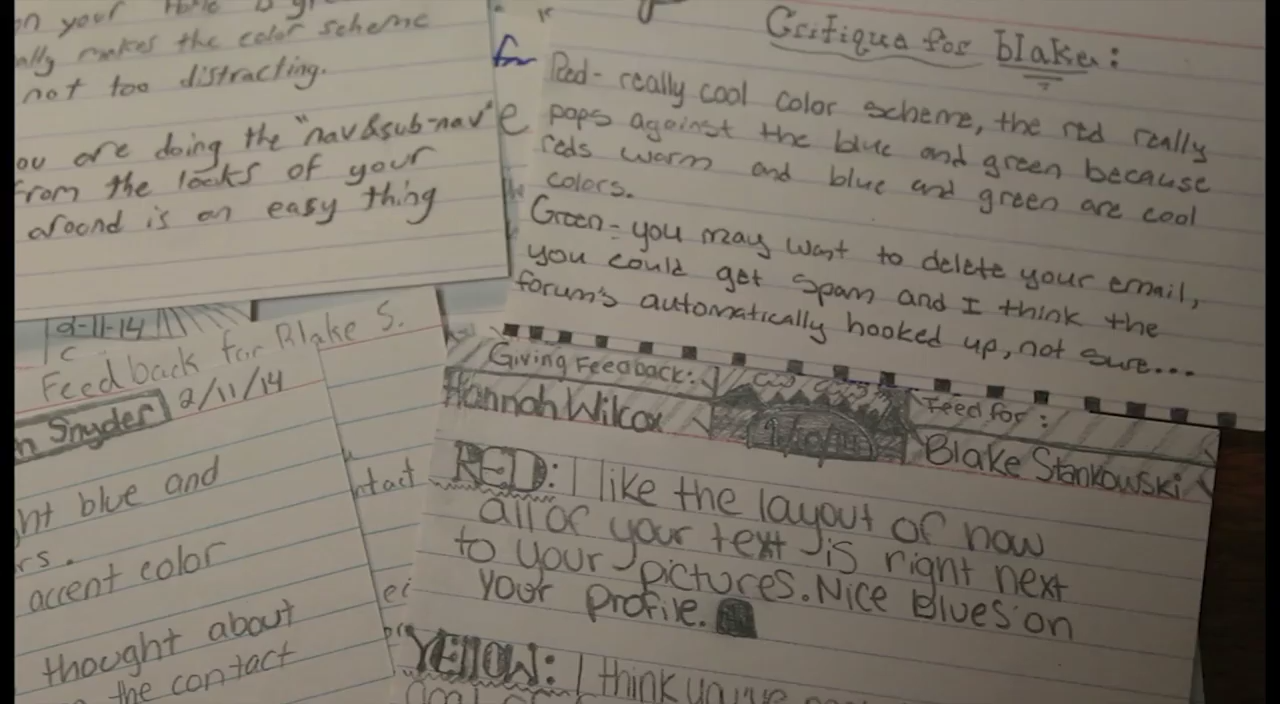 on your
ally makes the color scheme
not too distracting.
ou are doing the "nav&sub-nav"
from the looks of your
around is an easy thing
for
e
Critique for blake:
Red- really cool color scheme, the red really
pops against the blue and green because
reds warm and blue and green are cool
colors.
Green- you may want to delete your email,
you could get spam and I think the
forum's automatically hooked up, not sure...
2-11-14
c
Feedback for Blake S.
n Snyder 2/11/14
ht blue and
rs.
accent color
thought about
the contact
ntact
Giving Feedback:
Hannah Wilcox
Feed for:
Blake Stankowski
RED: I like the layout of how
all of your text is right next
to your pictures. Nice Blues on
your profile.
YEllOW: I think